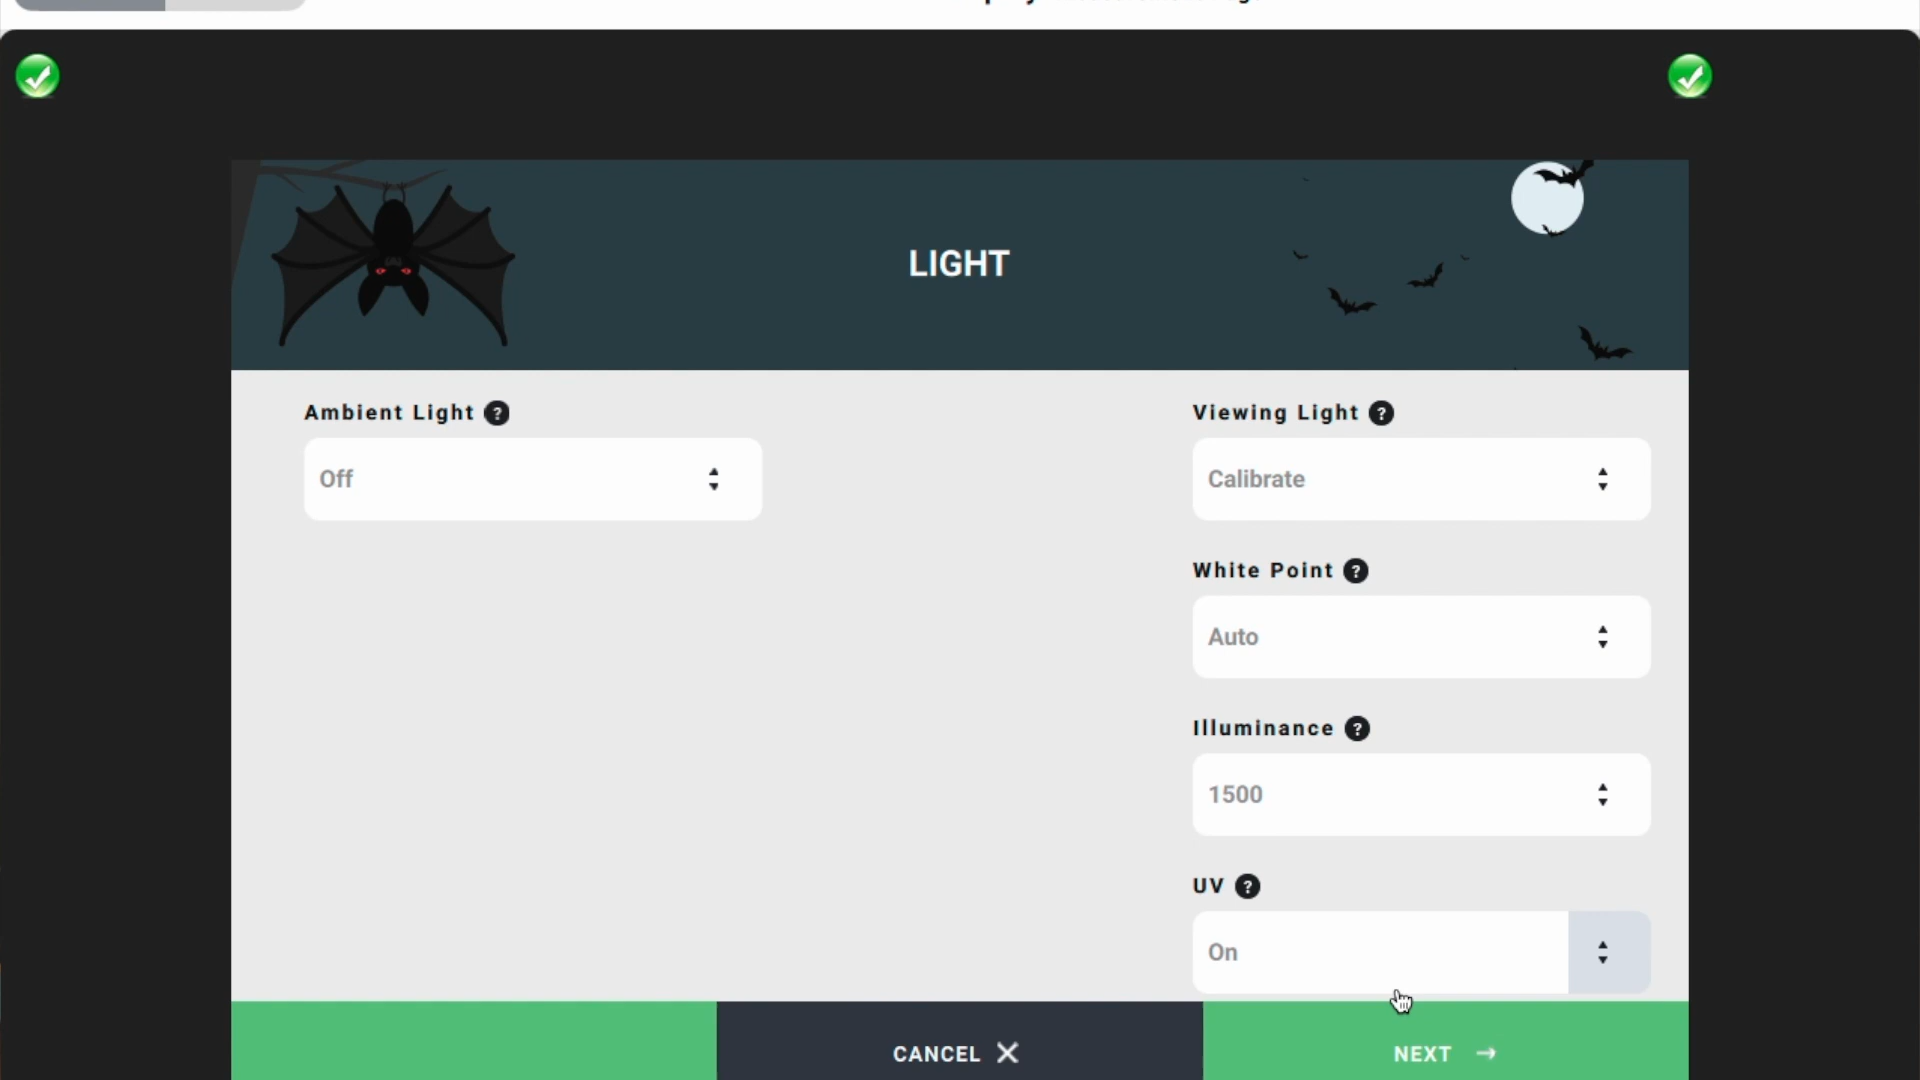 LIGHT
Ambient Light ?
Off
Viewing Light ?
Calibrate
White Point ?
Auto
Illuminance ?
1500
UV ?
On
CANCEL
NEXT →